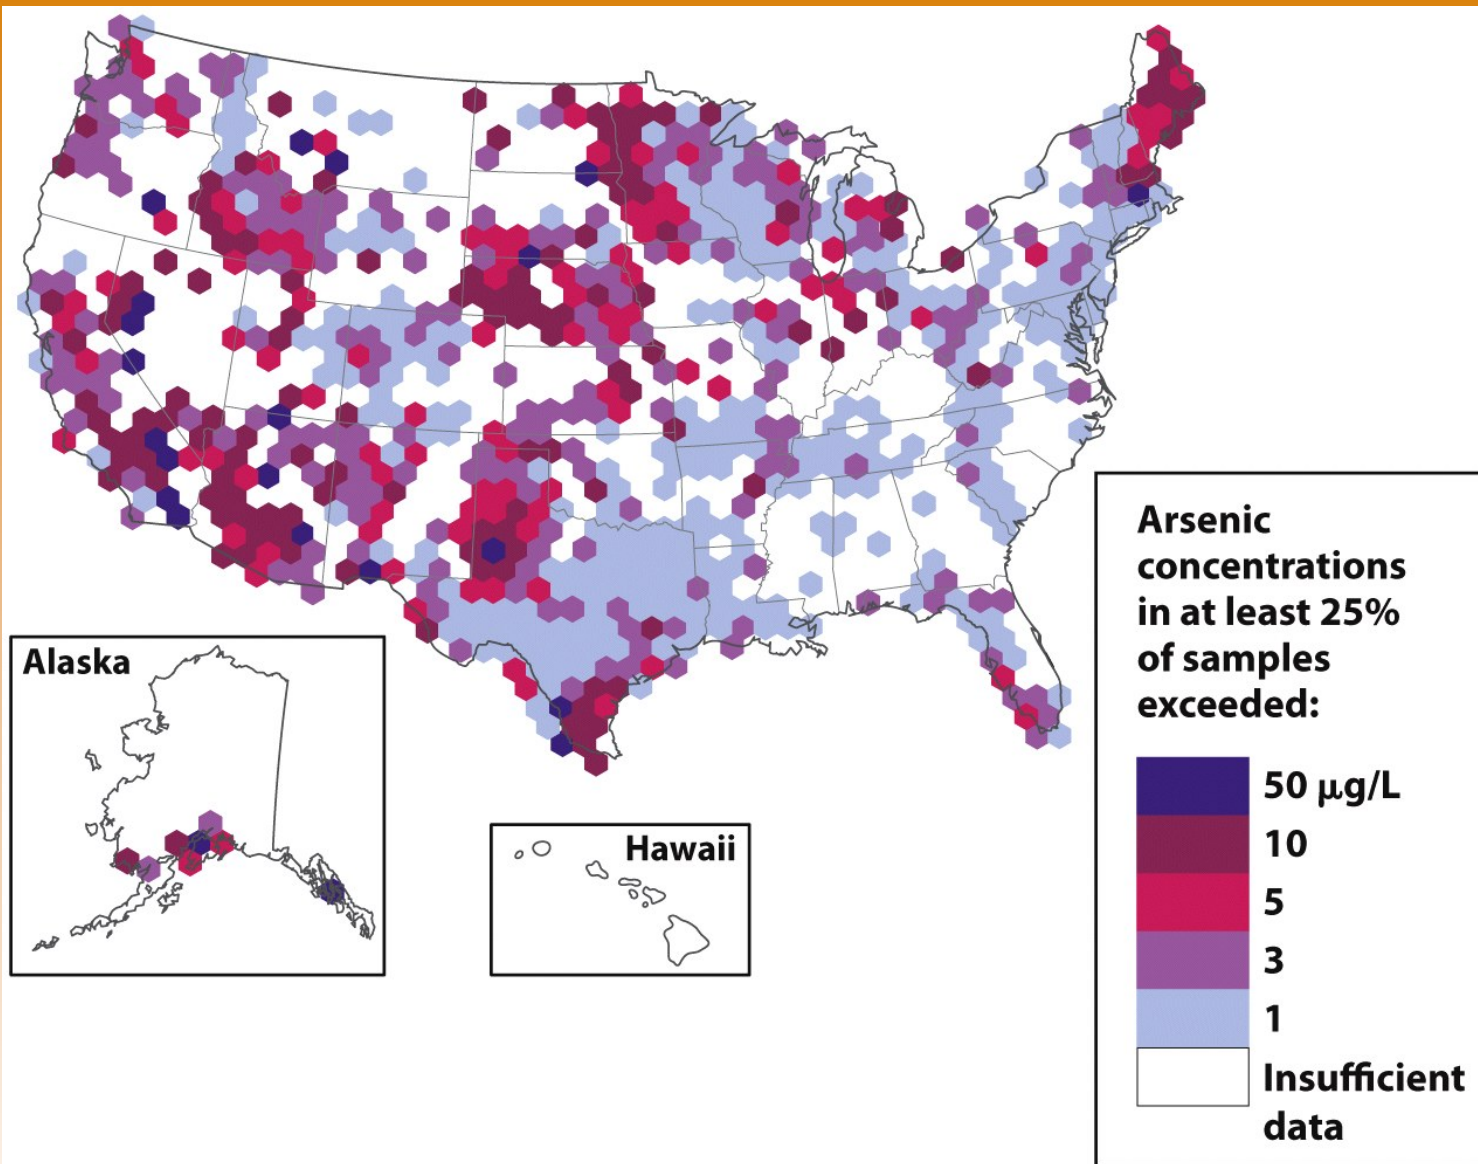 Alaska
Hawaii
Arsenic
concentrations
in at least 25%
of samples
exceeded:
50 μg/L
10
5
3
1
Insufficient
data